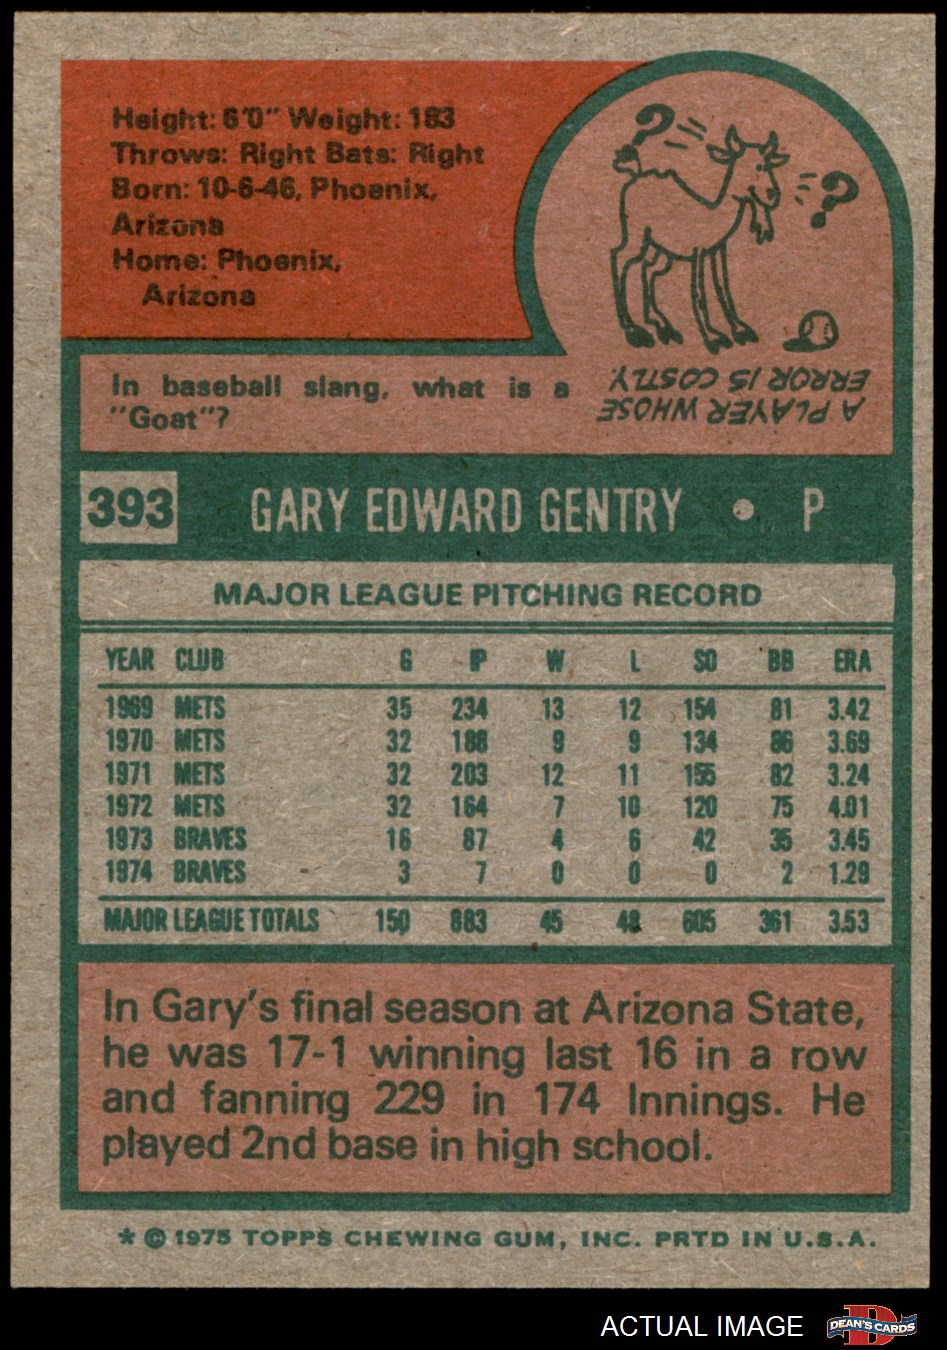 Height: 6'0" Weight: 183
Throws: Right Bats: Right
Born: 10-6-46, Phoenix,
Arizona
Home: Phoenix,
Arizona
? ?
In baseball slang, what is a
"Goat"?
A PLAYER WHOSE
ERROR IS COSTLY.
393 GARY EDWARD GENTRY • P
MAJOR LEAGUE PITCHING RECORD
YEAR CLUB G IP W L SO BB ERA
1969 METS 35 234 13 12 154 81 3.42
1970 METS 32 188 9 9 134 86 3.69
1971 METS 32 203 12 11 155 82 3.24
1972 METS 32 164 7 10 120 75 4.01
1973 BRAVES 16 87 4 6 42 35 3.45
1974 BRAVES 3 7 0 0 0 2 1.29
MAJOR LEAGUE TOTALS 150 883 45 48 605 361 3.53
In Gary's final season at Arizona State,
he was 17-1 winning last 16 in a row
and fanning 229 in 174 Innings. He
played 2nd base in high school.
* © 1975 TOPPS CHEWING GUM, INC. PRTD IN U.S.A.
ACTUAL IMAGE
D
DEAN'S CARDS